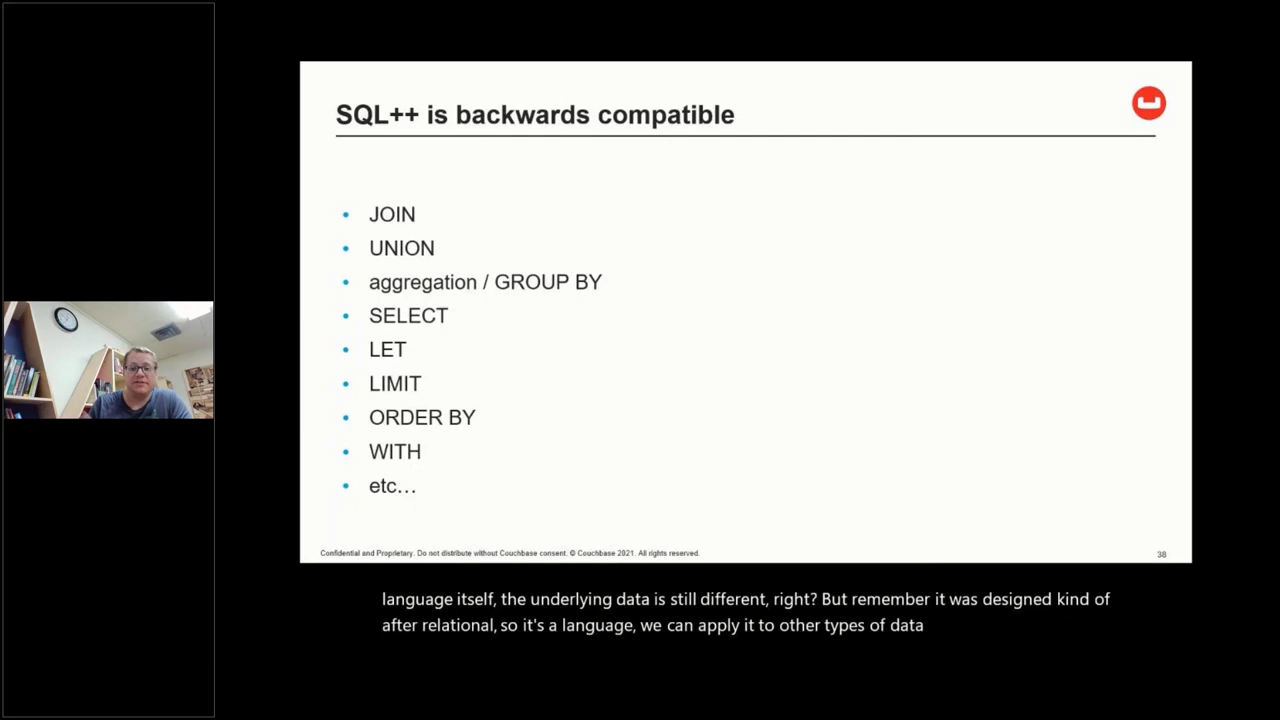 SQL++ is backwards compatible
• JOIN
• UNION
• aggregation / GROUP BY
• SELECT
• LET
• LIMIT
• ORDER BY
• WITH
• etc…
Confidential and Proprietary. Do not distribute without Couchbase consent. © Couchbase 2021. All rights reserved.
38
language itself, the underlying data is still different, right? But remember it was designed kind of
after relational, so it's a language, we can apply it to other types of data